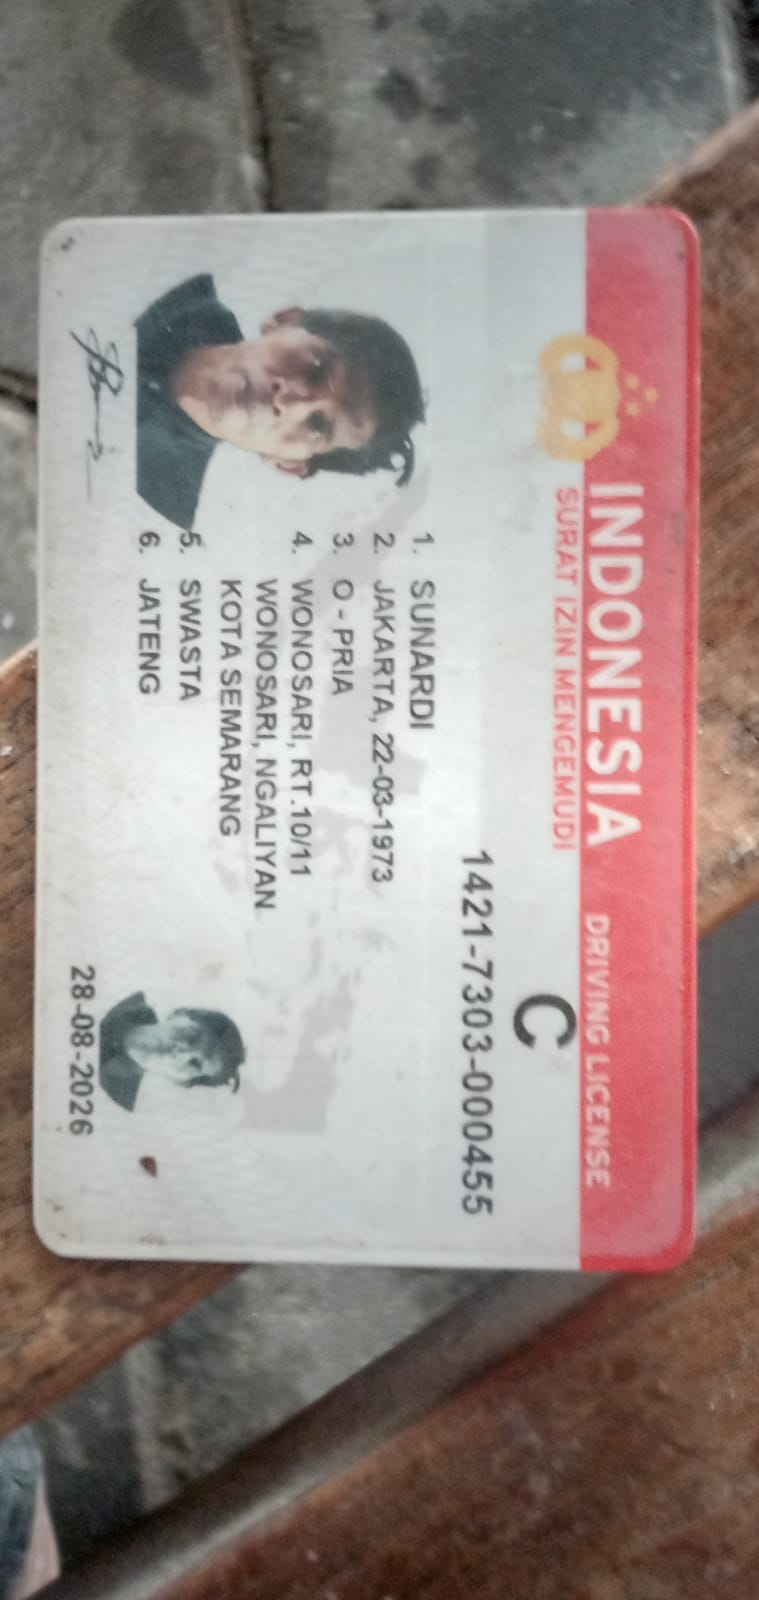 INDONESIA DRIVING LICENSE
SURAT IZIN MENGEMUDI
C
1421-7303-000455
1. SUNARDI
2. JAKARTA, 22-03-1973
3. O - PRIA
4. WONOSARI, RT.10/11
WONOSARI, NGALIYAN
KOTA SEMARANG
5. SWASTA
6. JATENG
28-08-2026